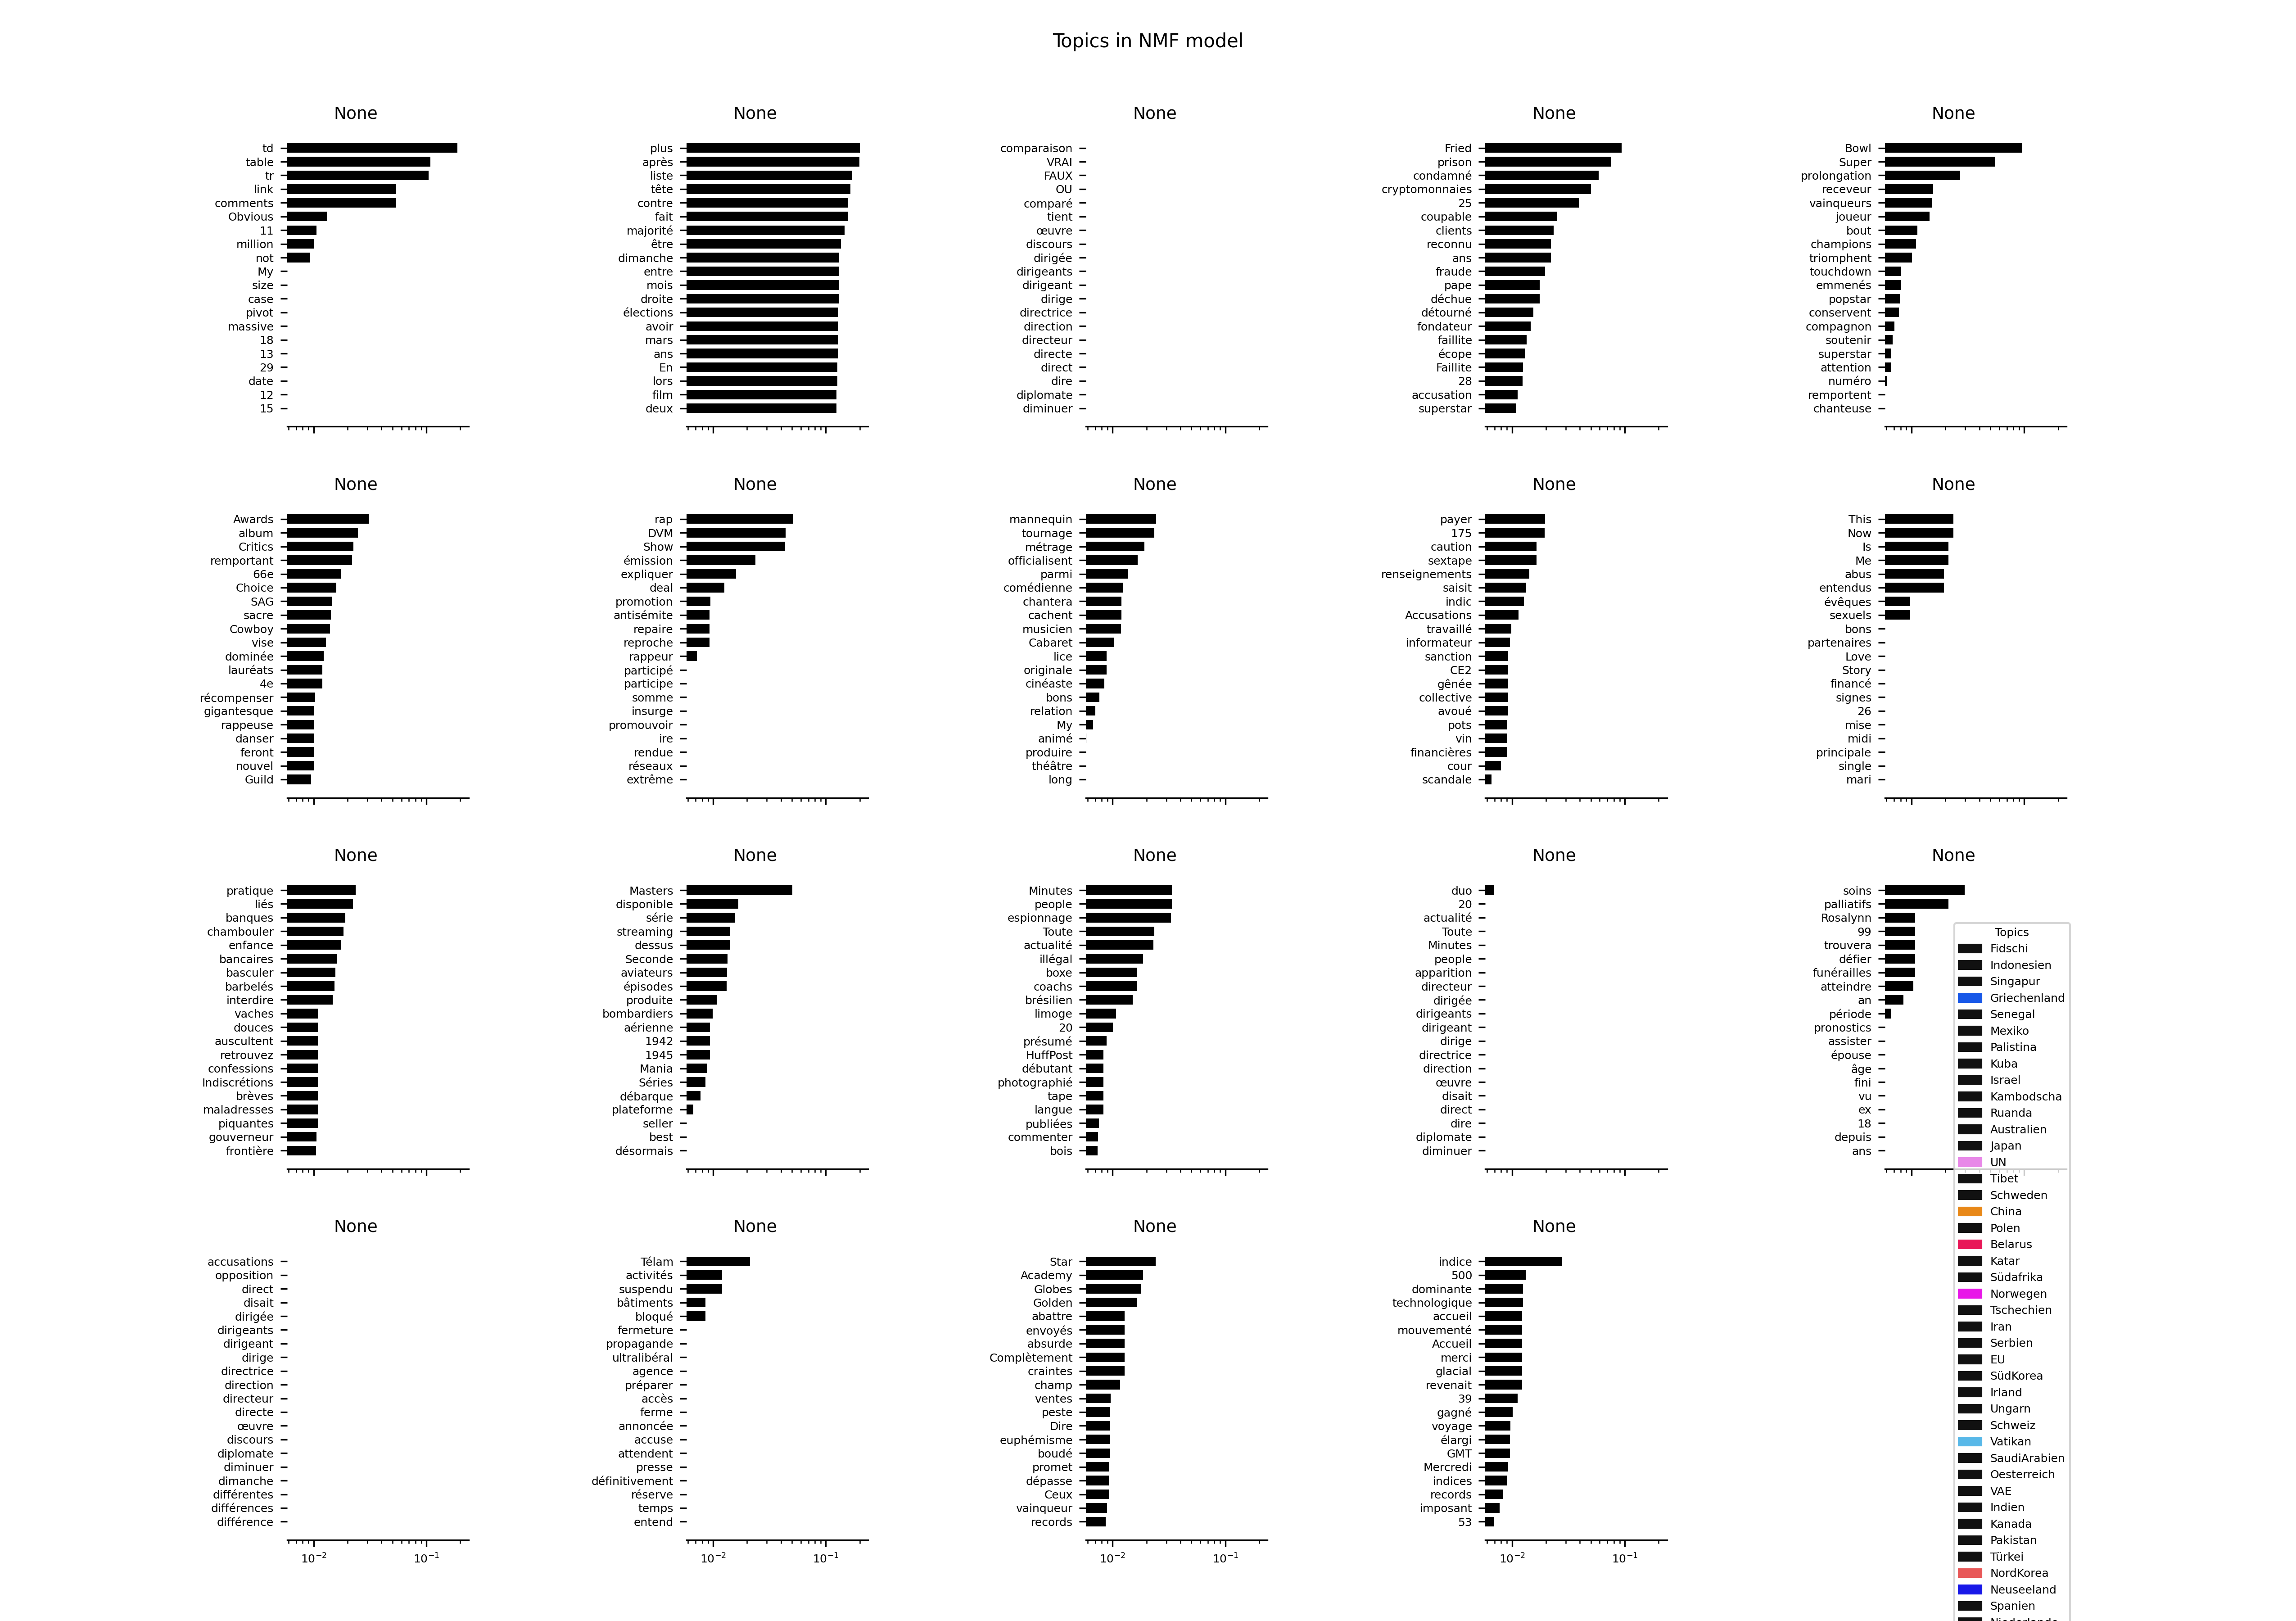 Topics in NMF model
None
td
table
tr
link
comments
Obvious
11
million
not
My
size
case
pivot
massive
18
13
29
date
12
15
None
plus
après
liste
tête
contre
fait
majorité
être
dimanche
entre
mois
droite
élections
avoir
mars
ans
En
lors
film
deux
None
comparaison
VRAI
FAUX
OU
comparé
tient
œuvre
discours
dirigée
dirigeants
dirigeant
dirige
directrice
direction
directeur
directe
direct
dire
diplomate
diminuer
None
Fried
prison
condamné
cryptomonnaies
25
coupable
clients
reconnu
ans
fraude
pape
déchue
détourné
fondateur
faillite
écope
Faillite
28
accusation
superstar
None
Bowl
Super
prolongation
receveur
vainqueurs
joueur
bout
champions
triomphent
touchdown
emmenés
popstar
conservent
compagnon
soutenir
superstar
attention
numéro
remportent
chanteuse
None
Awards
album
Critics
remportant
66e
Choice
SAG
sacre
Cowboy
vise
dominée
lauréats
4e
récompenser
gigantesque
rappeuse
danser
feront
nouvel
Guild
None
rap
DVM
Show
émission
expliquer
deal
promotion
antisémite
repaire
reproche
rappeur
participé
participe
somme
insurge
promouvoir
ire
rendue
réseaux
extrême
None
mannequin
tournage
métrage
officialisent
parmi
comédienne
chantera
cachent
musicien
Cabaret
lice
originale
cinéaste
bons
relation
My
animé
produire
théâtre
long
None
payer
175
caution
sextape
renseignements
saisit
indic
Accusations
travaillé
informateur
sanction
CE2
gênée
collective
avoué
pots
vin
financières
cour
scandale
None
This
Now
Is
Me
abus
entendus
évêques
sexuels
bons
partenaires
Love
Story
financé
signes
26
mise
midi
principale
single
mari
None
pratique
liés
banques
chambouler
enfance
bancaires
basculer
barbelés
interdire
vaches
douces
auscultent
retrouvez
confessions
Indiscrétions
brèves
maladresses
piquantes
gouverneur
frontière
None
Masters
disponible
série
streaming
dessus
Seconde
aviateurs
épisodes
produite
bombardiers
aérienne
1942
1945
Mania
Séries
débarque
plateforme
seller
best
désormais
None
Minutes
people
espionnage
Toute
actualité
illégal
boxe
coachs
brésilien
limoge
20
présumé
HuffPost
débutant
photographié
tape
langue
publiées
commenter
bois
None
duo
20
actualité
Toute
Minutes
people
apparition
directeur
dirigée
dirigeants
dirigeant
dirige
directrice
direction
œuvre
disait
direct
dire
diplomate
diminuer
None
soins
palliatifs
Rosalynn
99
trouvera
défier
funérailles
atteindre
an
période
pronostics
assister
épouse
âge
fini
vu
ex
18
depuis
ans
None
accusations
opposition
direct
disait
dirigée
dirigeants
dirigeant
dirige
directrice
direction
directeur
directe
œuvre
discours
diplomate
diminuer
dimanche
différentes
différences
différence
10⁻² 10⁻¹
None
Télam
activités
suspendu
bâtiments
bloqué
fermeture
propagande
ultralibéral
agence
préparer
accès
ferme
annoncée
accuse
attendent
presse
définitivement
réserve
temps
entend
10⁻² 10⁻¹
None
Star
Academy
Globes
Golden
abattre
envoyés
absurde
Complètement
craintes
champ
ventes
peste
Dire
euphémisme
boudé
promet
dépasse
Ceux
vainqueur
records
10⁻² 10⁻¹
None
indice
500
dominante
technologique
accueil
mouvementé
Accueil
merci
glacial
revenait
39
gagné
voyage
élargi
GMT
Mercredi
indices
records
imposant
53
10⁻² 10⁻¹
Topics
Fidschi
Indonesien
Singapur
Griechenland
Senegal
Mexiko
Palistina
Kuba
Israel
Kambodscha
Ruanda
Australien
Japan
UN
Tibet
Schweden
China
Polen
Belarus
Katar
Südafrika
Norwegen
Tschechien
Iran
Serbien
EU
SüdKorea
Irland
Ungarn
Schweiz
Vatikan
SaudiArabien
Oesterreich
VAE
Indien
Kanada
Pakistan
Türkei
NordKorea
Neuseeland
Spanien